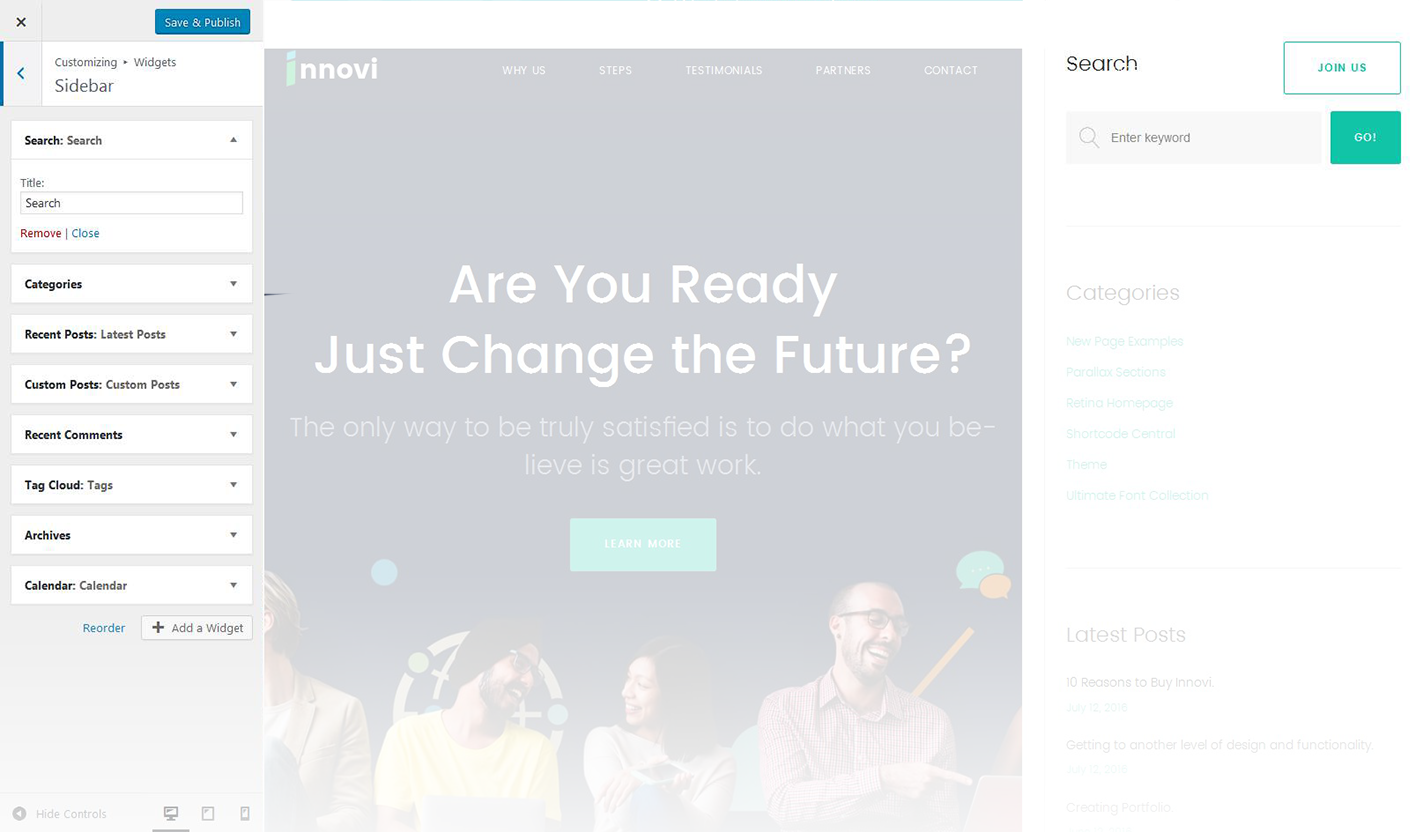 Save & Publish
Customizing ▸ Widgets
Sidebar
Search: Search
Title:
Search
Remove | Close
Categories
Recent Posts: Latest Posts
Custom Posts: Custom Posts
Recent Comments
Tag Cloud: Tags
Archives
Calendar: Calendar
Reorder
Add a Widget
Hide Controls
innovi
WHY US
STEPS
TESTIMONIALS
PARTNERS
CONTACT
Are You Ready
Just Change the Future?
The only way to be truly satisfied is to do what you be-
lieve is great work.
LEARN MORE
Search
JOIN US
Enter keyword
GO!
Categories
New Page Examples
Parallax Sections
Retina Homepage
Shortcode Central
Theme
Ultimate Font Collection
Latest Posts
10 Reasons to Buy Innovi.
July 12, 2016
Getting to another level of design and functionality.
July 12, 2016
Creating Portfolio